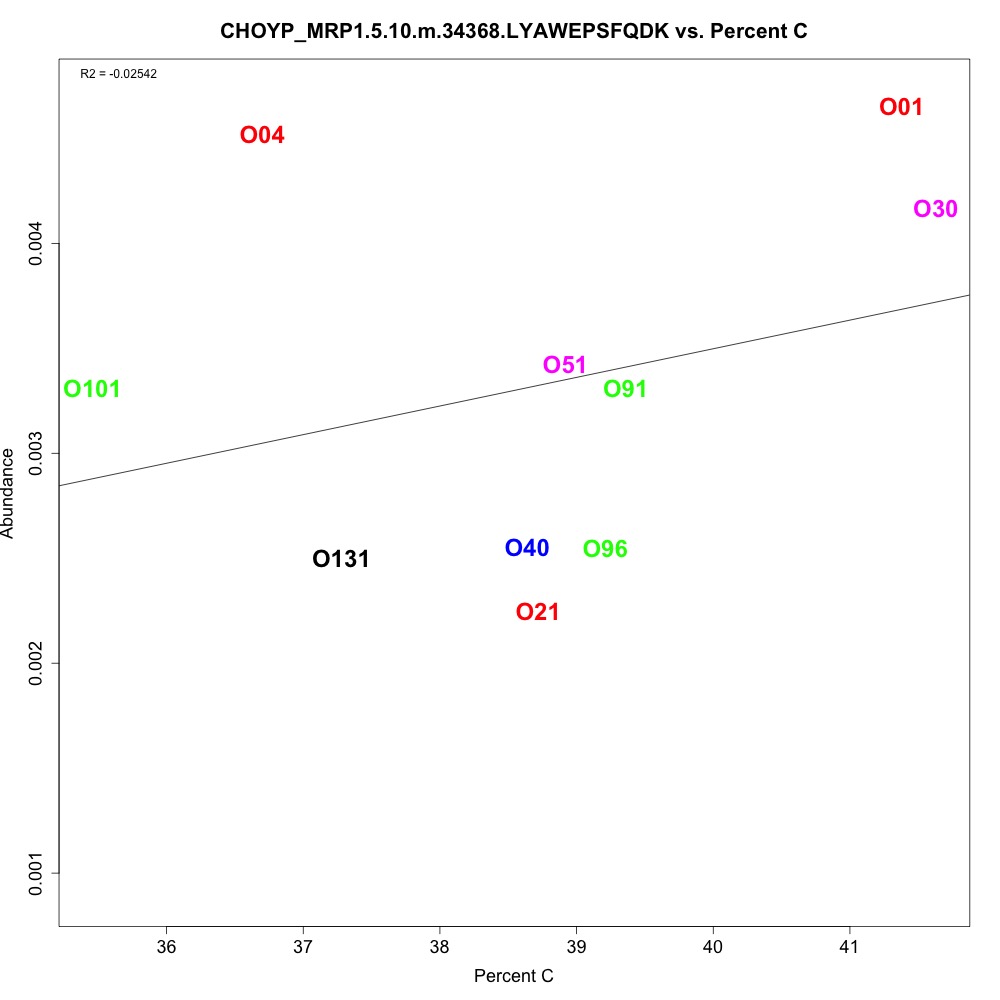 CHOYP_MRP1.5.10.m.34368.LYAWEPSFQDK vs. Percent C
R2 = -0.02542
O01
O04
O30
0.004
O51
O101
O91
0.003
Abundance
O40
O96
O131
O21
0.002
0.001
36 37 38 39 40 41
Percent C